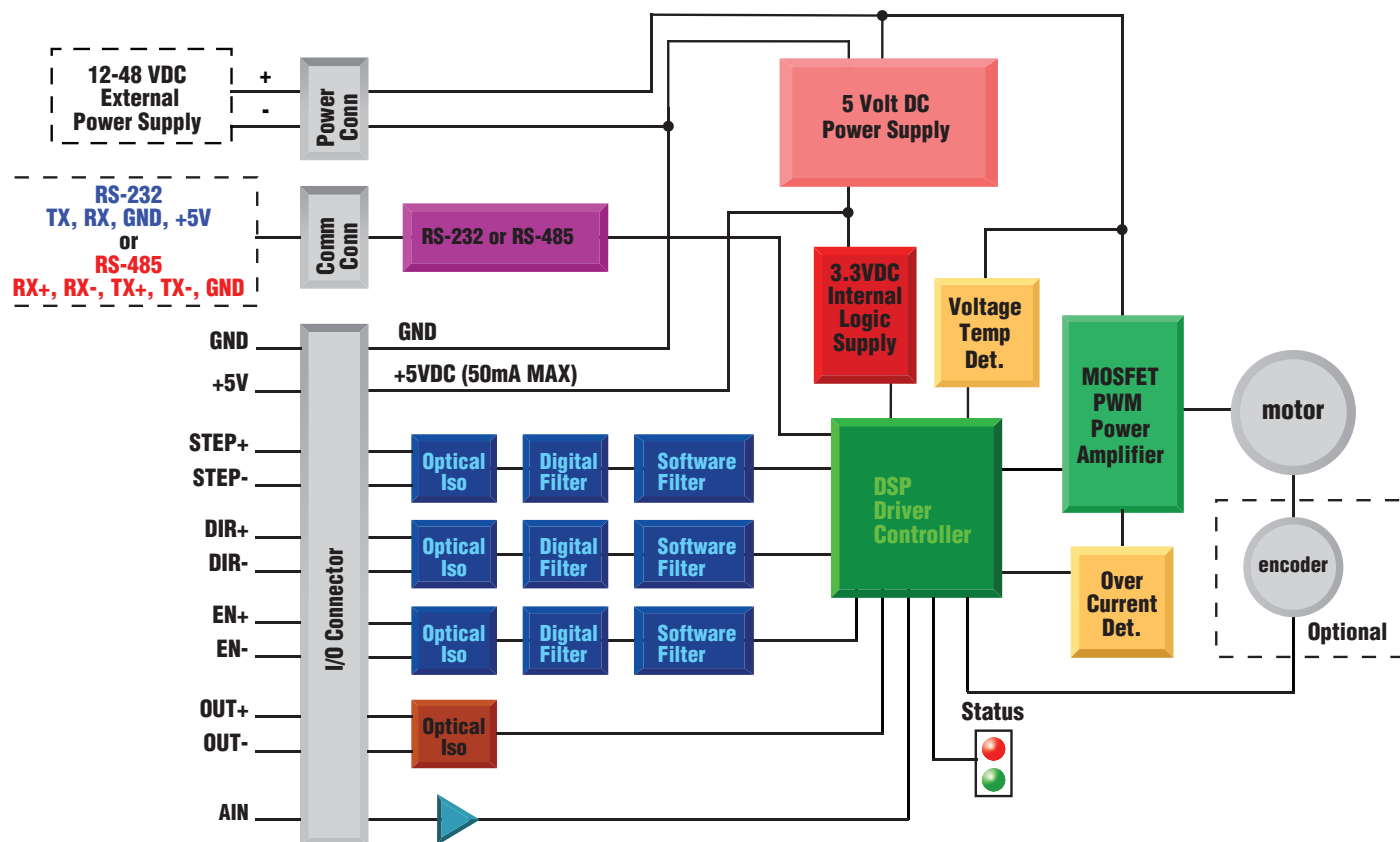 12-48 VDC
External
Power Supply
+
-
Power
Conn
5 Volt DC
Power Supply
RS-232
TX, RX, GND, +5V
or
RS-485
RX+, RX-, TX+, TX-, GND
Comm
Conn
RS-232 or RS-485
3.3VDC
Internal
Logic
Supply
Voltage
Temp
Det.
MOSFET
PWM
Power
Amplifier
motor
GND
+5V
I/O Connector
GND
+5VDC (50mA MAX)
STEP+
STEP-
Optical
Iso
Digital
Filter
Software
Filter
DSP
Driver
Controller
DIR+
DIR-
Optical
Iso
Digital
Filter
Software
Filter
Over
Current
Det.
encoder
Optional
EN+
EN-
Optical
Iso
Digital
Filter
Software
Filter
OUT+
OUT-
Optical
Iso
Status
AIN